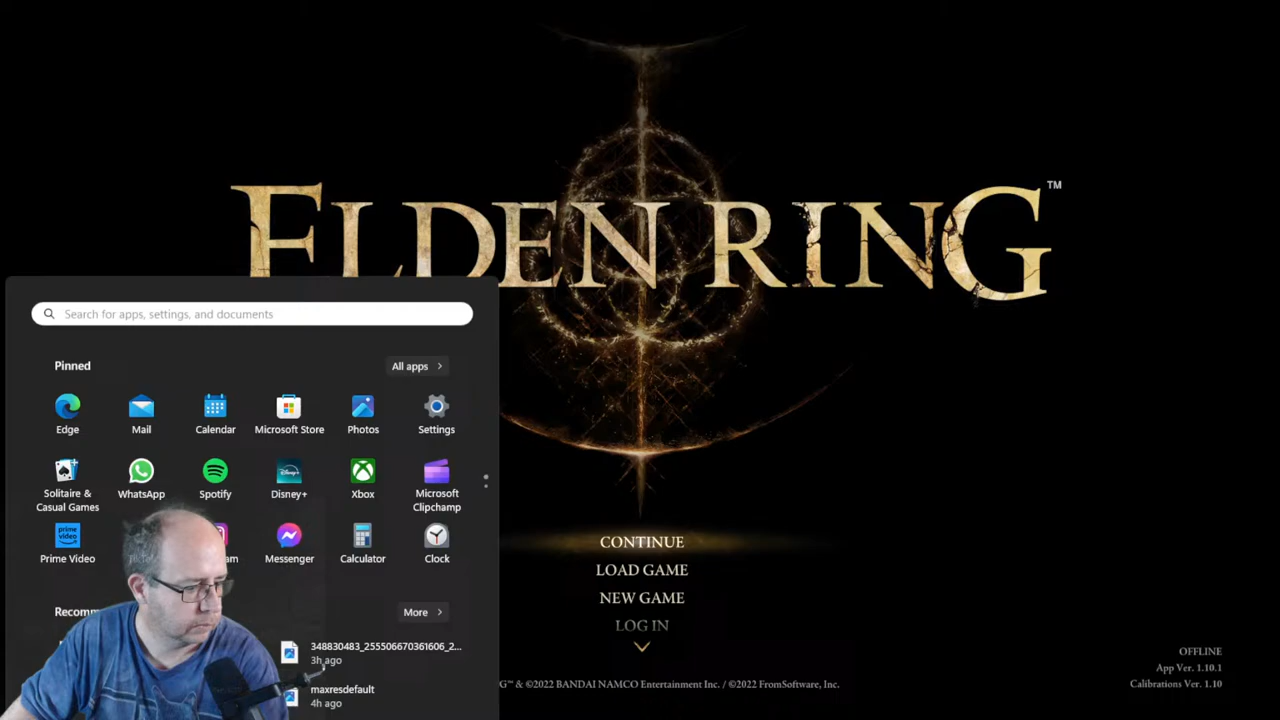 ELDEN RING™
Search for apps, settings, and documents
Pinned
All apps
Edge
Mail
Calendar
Microsoft Store
Photos
Settings
Solitaire &
Casual Games
WhatsApp
Spotify
Disney+
Xbox
Microsoft
Clipchamp
prime
video
Prime Video
Messenger
Calculator
Clock
More
348830483_255506670361606_2...
3h ago
maxresdefault
4h ago
CONTINUE
LOAD GAME
NEW GAME
LOG IN
OFFLINE
App Ver. 1.10.1
Calibrations Ver. 1.10
™ & ©2022 BANDAI NAMCO Entertainment Inc. / ©2022 FromSoftware, Inc.